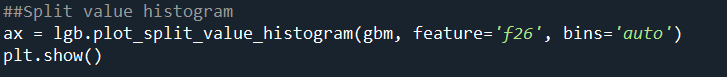 ##Split value histogram
ax = lgb.plot_split_value_histogram(gbm, feature='f26', bins='auto')
plt.show()